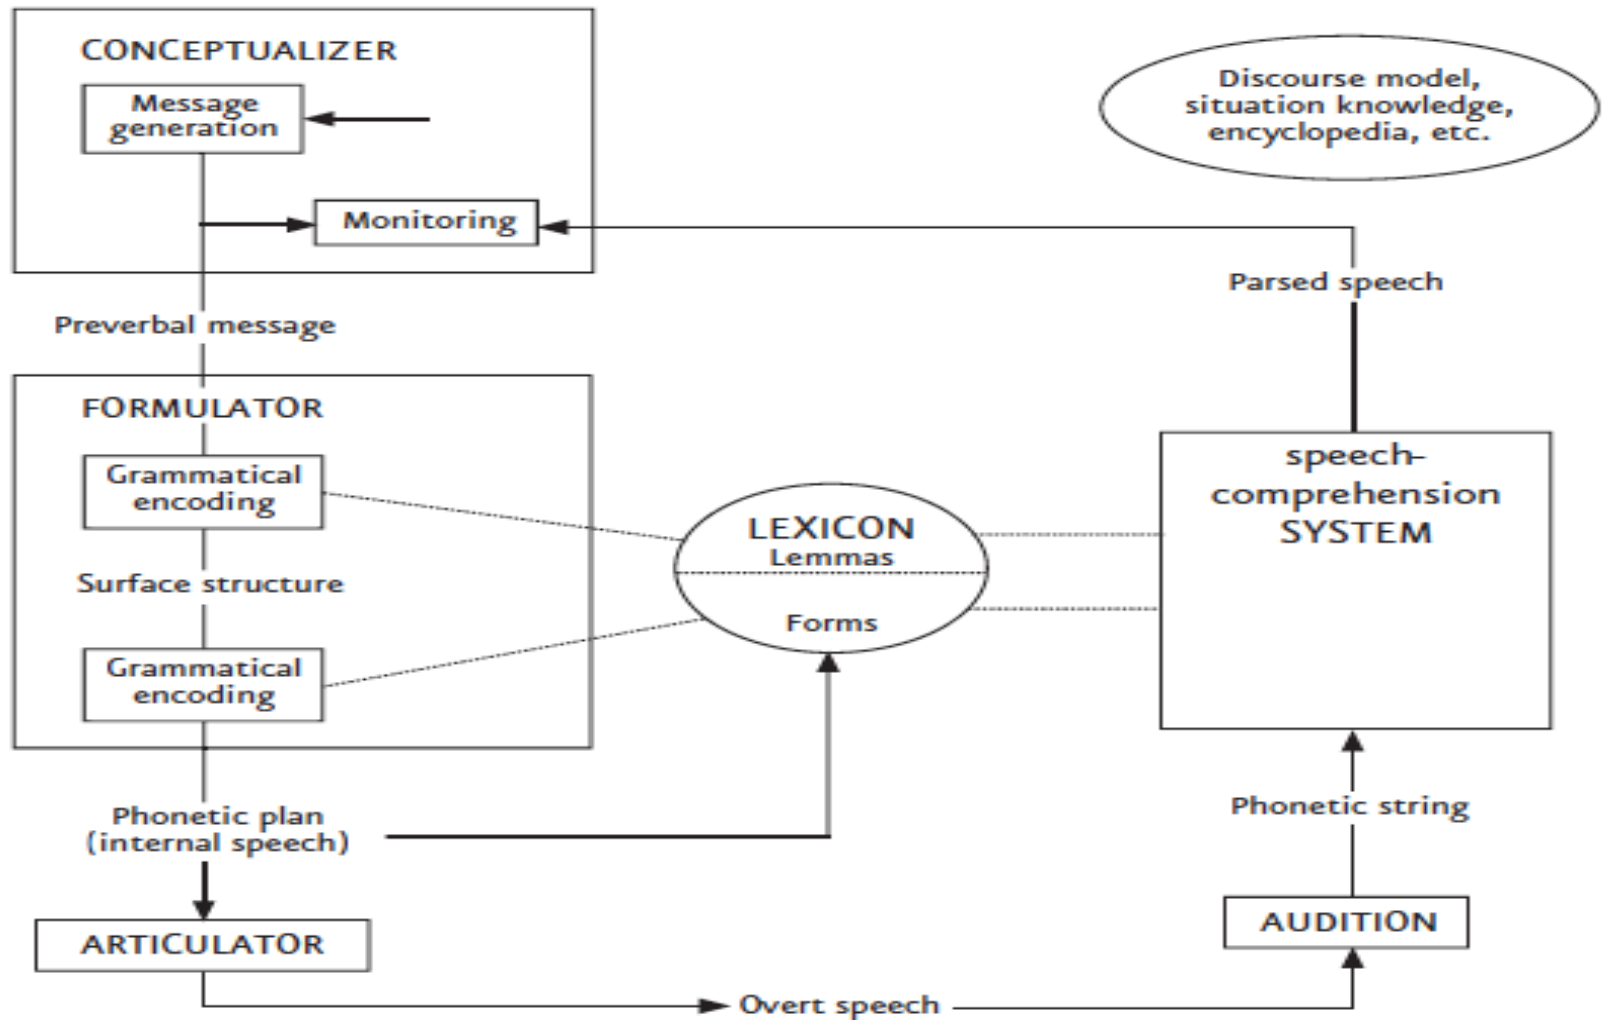 CONCEPTUALIZER
Message
generation
Monitoring
Discourse model,
situation knowledge,
encyclopedia, etc.
Parsed speech
Preverbal message
FORMULATOR
Grammatical
encoding
Surface structure
Grammatical
encoding
LEXICON
Lemmas
Forms
speech-
comprehension
SYSTEM
Phonetic plan
(internal speech)
Phonetic string
ARTICULATOR
AUDITION
Overt speech